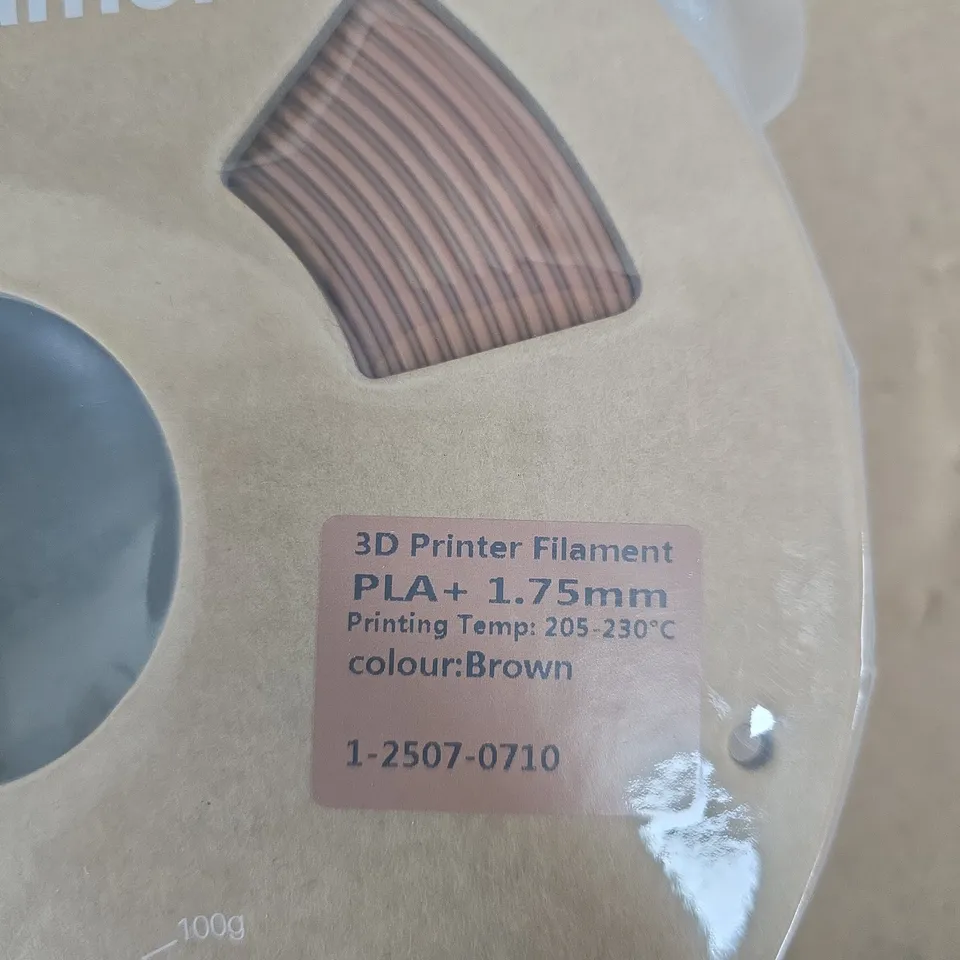 3D Printer Filament
PLA+ 1.75mm
Printing Temp: 205-230°C
colour:Brown
1-2507-0710
100g